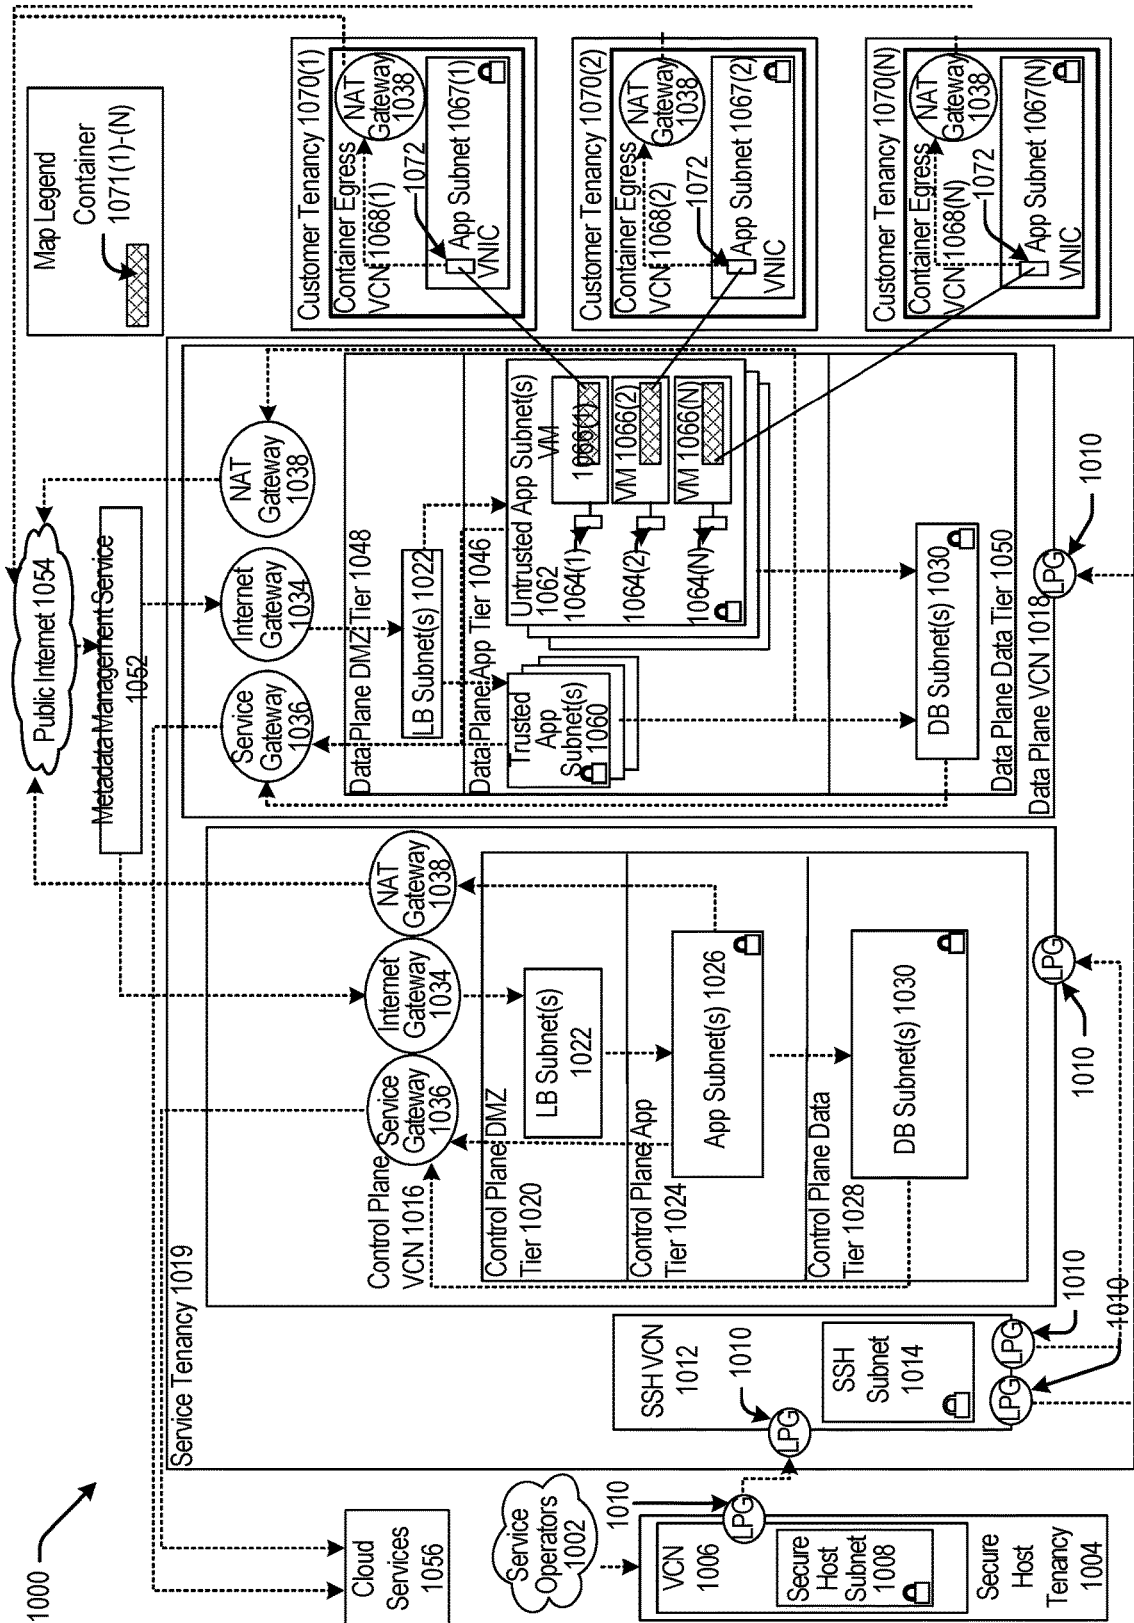 1000
Cloud
Services
1056
Service
Operators
1002
1010
LPG
VCN
1006
Secure
Host
Subnet
1008
Secure
Host
Tenancy
1004
Service Tenancy 1019
SSH VCN
1012
1010
LPG
SSH
Subnet
1014
LPG
LPG
1010
1010
Control Plane
VCN 1016
Service
Gateway
1036
Internet
Gateway
1034
NAT
Gateway
1038
Control Plane DMZ
Tier 1020
LB Subnet(s)
1022
Control Plane App
Tier 1024
App Subnet(s) 1026
Control Plane Data
Tier 1028
DB Subnet(s) 1030
LPG
1010
Public Internet 1054
Metadata Management Service
1052
Service
Gateway
1036
Internet
Gateway
1034
NAT
Gateway
1038
Data Plane DMZ Tier 1048
LB Subnet(s) 1022
Data Plane App Tier 1046
Trusted
App
Subnet(s)
1060
Untrusted App Subnet(s)
1062
VM
1066(1)
1064(1)
VM 1066(2)
1064(2)
VM 1066(N)
1064(N)
DB Subnet(s) 1030
Data Plane Data Tier 1050
Data Plane VCN 1018
LPG
1010
Map Legend
Container
1071(1)-(N)
Customer Tenancy 1070(1)
Container Egress
VCN 1068(1)
NAT
Gateway
1038
1072
App Subnet 1067(1)
VNIC
Customer Tenancy 1070(2)
Container Egress
VCN 1068(2)
NAT
Gateway
1038
1072
App Subnet 1067(2)
VNIC
Customer Tenancy 1070(N)
Container Egress
VCN 1068(N)
NAT
Gateway
1038
1072
App Subnet 1067(N)
VNIC